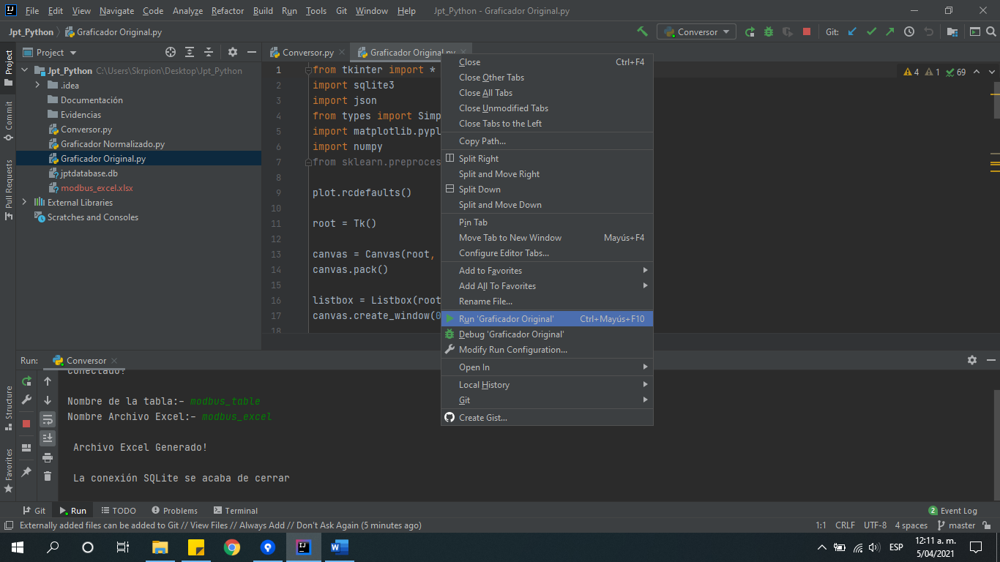 File Edit View Navigate Code Analyze Refactor Build Run Tools Git Window Help Jpt_Python - Graficador Original.py
Jpt_Python Graficador Original.py Conversor Git:
Project
Conversor.py Graficador Original.py
Jpt_Python C:\Users\Skrpion\Desktop\Jpt_Python
.idea
Documentación
Evidencias
Conversor.py
Graficador Normalizado.py
Graficador Original.py
jptdatabase.db
modbus_excel.xlsx
External Libraries
Scratches and Consoles
Project
Commit
Pull Requests
Structure
Favorites
1 from tkinter import *
2 import sqlite3
3 import json
4 from types import Simp
5 import matplotlib.pypl
6 import numpy
7 from sklearn.preproces
8
9 plot.rcdefaults()
10
11 root = Tk()
12
13 canvas = Canvas(root,
14 canvas.pack()
15
16 listbox = Listbox(root
17 canvas.create_window(0
18
4 1 69
Close Ctrl+F4
Close Other Tabs
Close All Tabs
Close Unmodified Tabs
Close Tabs to the Left
Copy Path...
Split Right
Split and Move Right
Split Down
Split and Move Down
Pin Tab
Move Tab to New Window Mayús+F4
Configure Editor Tabs...
Add to Favorites
Add All To Favorites
Rename File...
Run 'Graficador Original' Ctrl+Mayús+F10
Debug 'Graficador Original'
Modify Run Configuration...
Open In
Local History
Git
Create Gist...
Run: Conversor
conectado!
Nombre de la tabla:- modbus_table
Nombre Archivo Excel:- modbus_excel
Archivo Excel Generado!
La conexión SQLite se acaba de cerrar
Git Run TODO Problems Terminal 2 Event Log
Externally added files can be added to Git // View Files // Always Add // Don't Ask Again (5 minutes ago) 1:1 CRLF UTF-8 4 spaces master
ESP 12:11 a. m.
5/04/2021